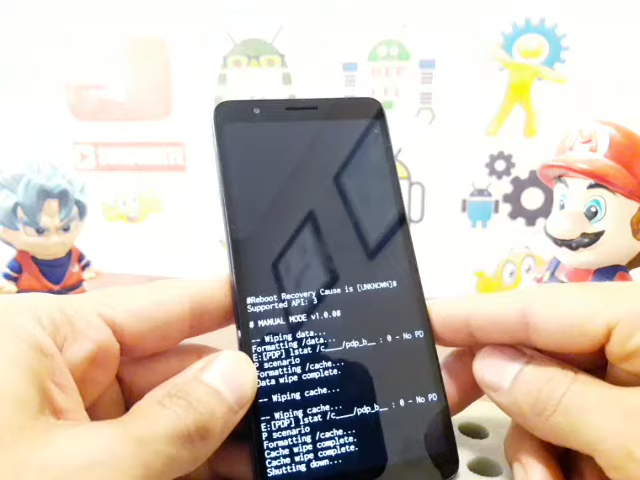 #Reboot Recovery Cause is [UNKNOWN]#
Supported API: 3
# MANUAL MODE v1.0.0#
-- Wiping data...
Formatting /data...
E:[PDP] lstat /c____/pdp_b__ : 0 - No PD
P scenario
Formatting /cache...
Data wipe complete.
-- Wiping cache...
-- Wiping cache...
E:[PDP] lstat /c____/pdp_b__ : 0 - No PD
P scenario
Formatting /cache...
Cache wipe complete.
Cache wipe complete.
Shutting down...